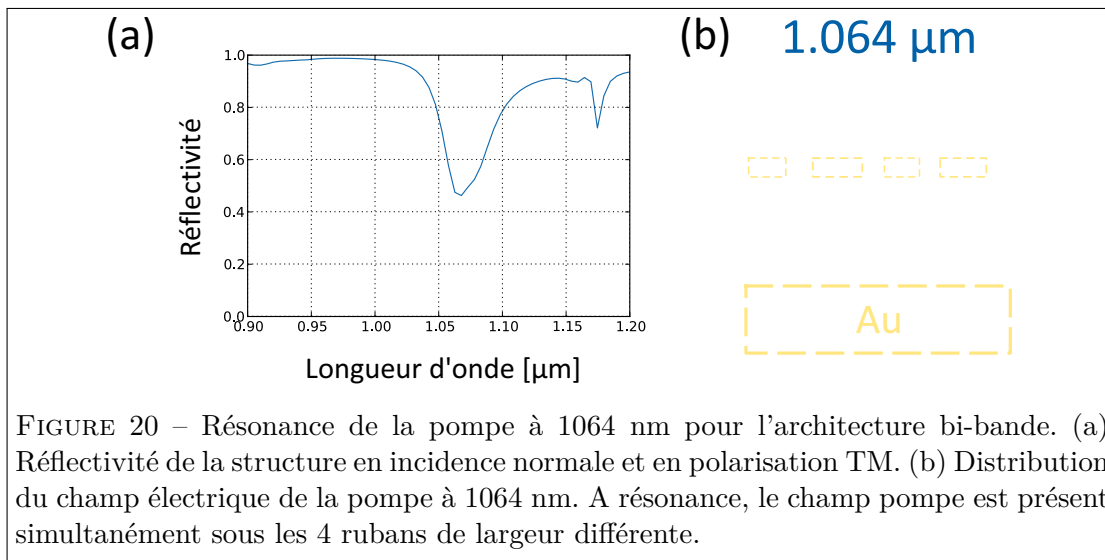 (a)
(b)
1.064 µm
1.0
0.8
0.6
0.4
0.2
0.0
Réflectivité
0.90
0.95
1.00
1.05
1.10
1.15
1.20
Longueur d'onde [µm]
Au
FIGURE 20 – Résonance de la pompe à 1064 nm pour l'architecture bi-bande. (a)
Réflectivité de la structure en incidence normale et en polarisation TM. (b) Distribution
du champ électrique de la pompe à 1064 nm. A résonance, le champ pompe est présent
simultanément sous les 4 rubans de largeur différente.